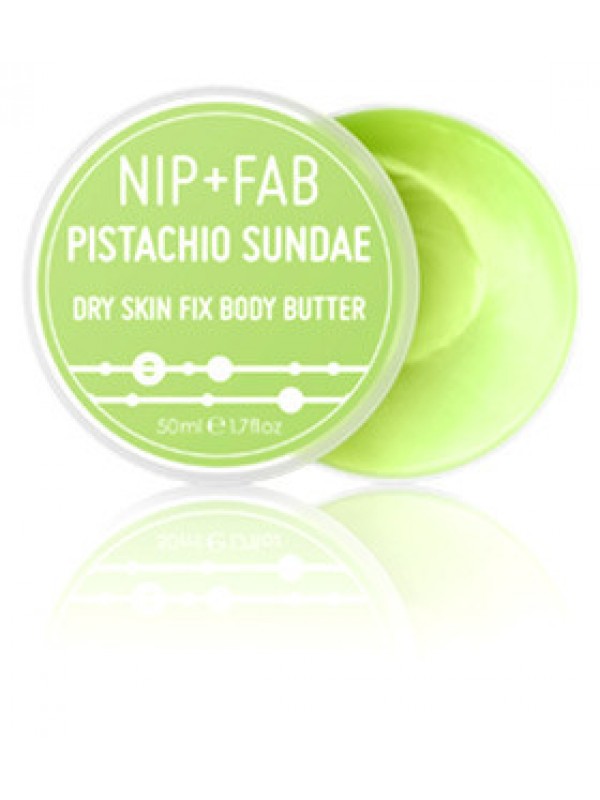 NIP+FAB
PISTACHIO SUNDAE
DRY SKIN FIX BODY BUTTER
50ml ℮ 1.7floz